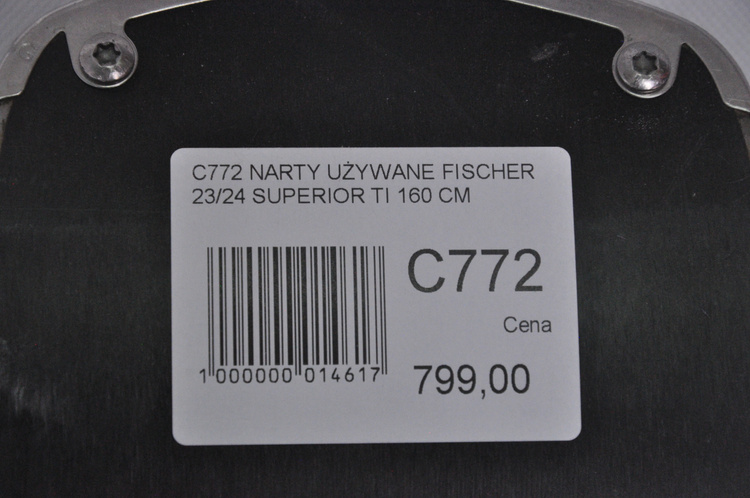 C772 NARTY UŻYWANE FISCHER
23/24 SUPERIOR TI 160 CM
C772
Cena
1 000000 014617
799,00